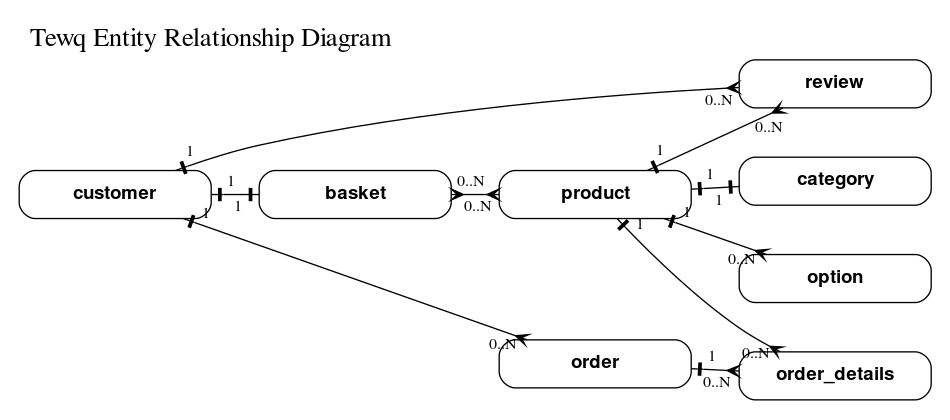 Tewq Entity Relationship Diagram
review
0..N
0..N
1
1
customer
1
1
basket
0..N
0..N
product
1
1
category
1
1
1
0..N
option
0..N
order
1
0..N
0..N
order_details